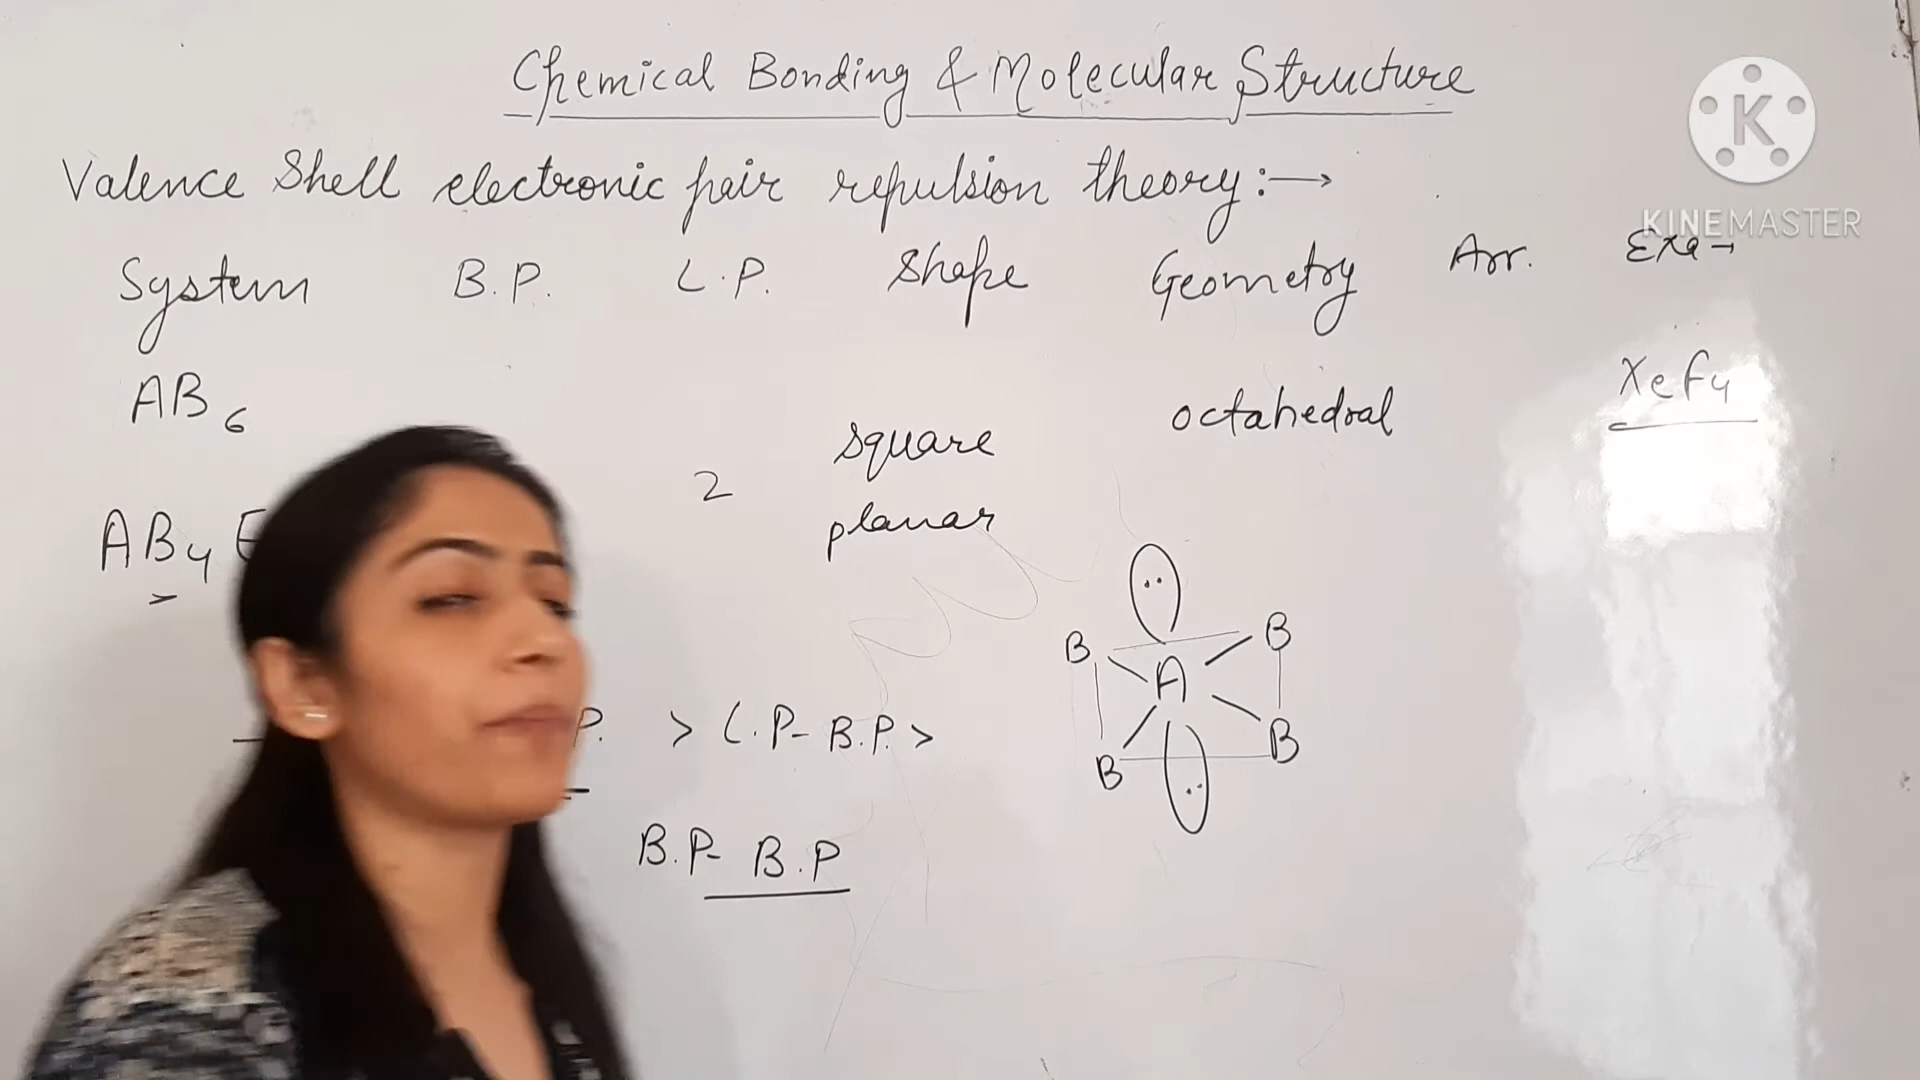 Chemical Bonding & Molecular Structure
Valence Shell electronic pair repulsion theory:→
System B.P. L.P. Shape Geometry Arr. Exa→
AB6 octahedral XeF4
AB4 E 2 square
planar
B A B
B B
P. > L.P- B.P. >
B.P- B.P
K
KINEMASTER